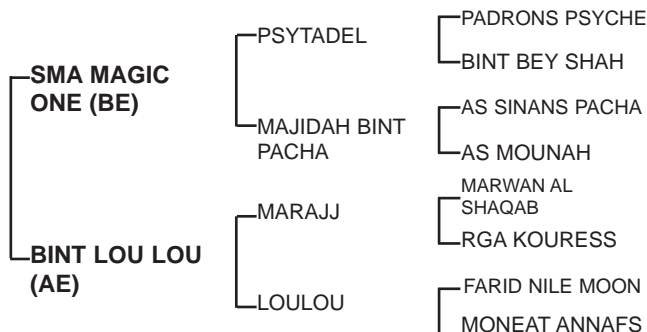 SMA MAGIC
ONE (BE)
BINT LOU LOU
(AE)
PSYTADEL
MAJIDAH BINT
PACHA
MARAJJ
LOULOU
PADRONS PSYCHE
BINT BEY SHAH
AS SINANS PACHA
AS MOUNAH
MARWAN AL
SHAQAB
RGA KOURESS
FARID NILE MOON
MONEAT ANNAFS